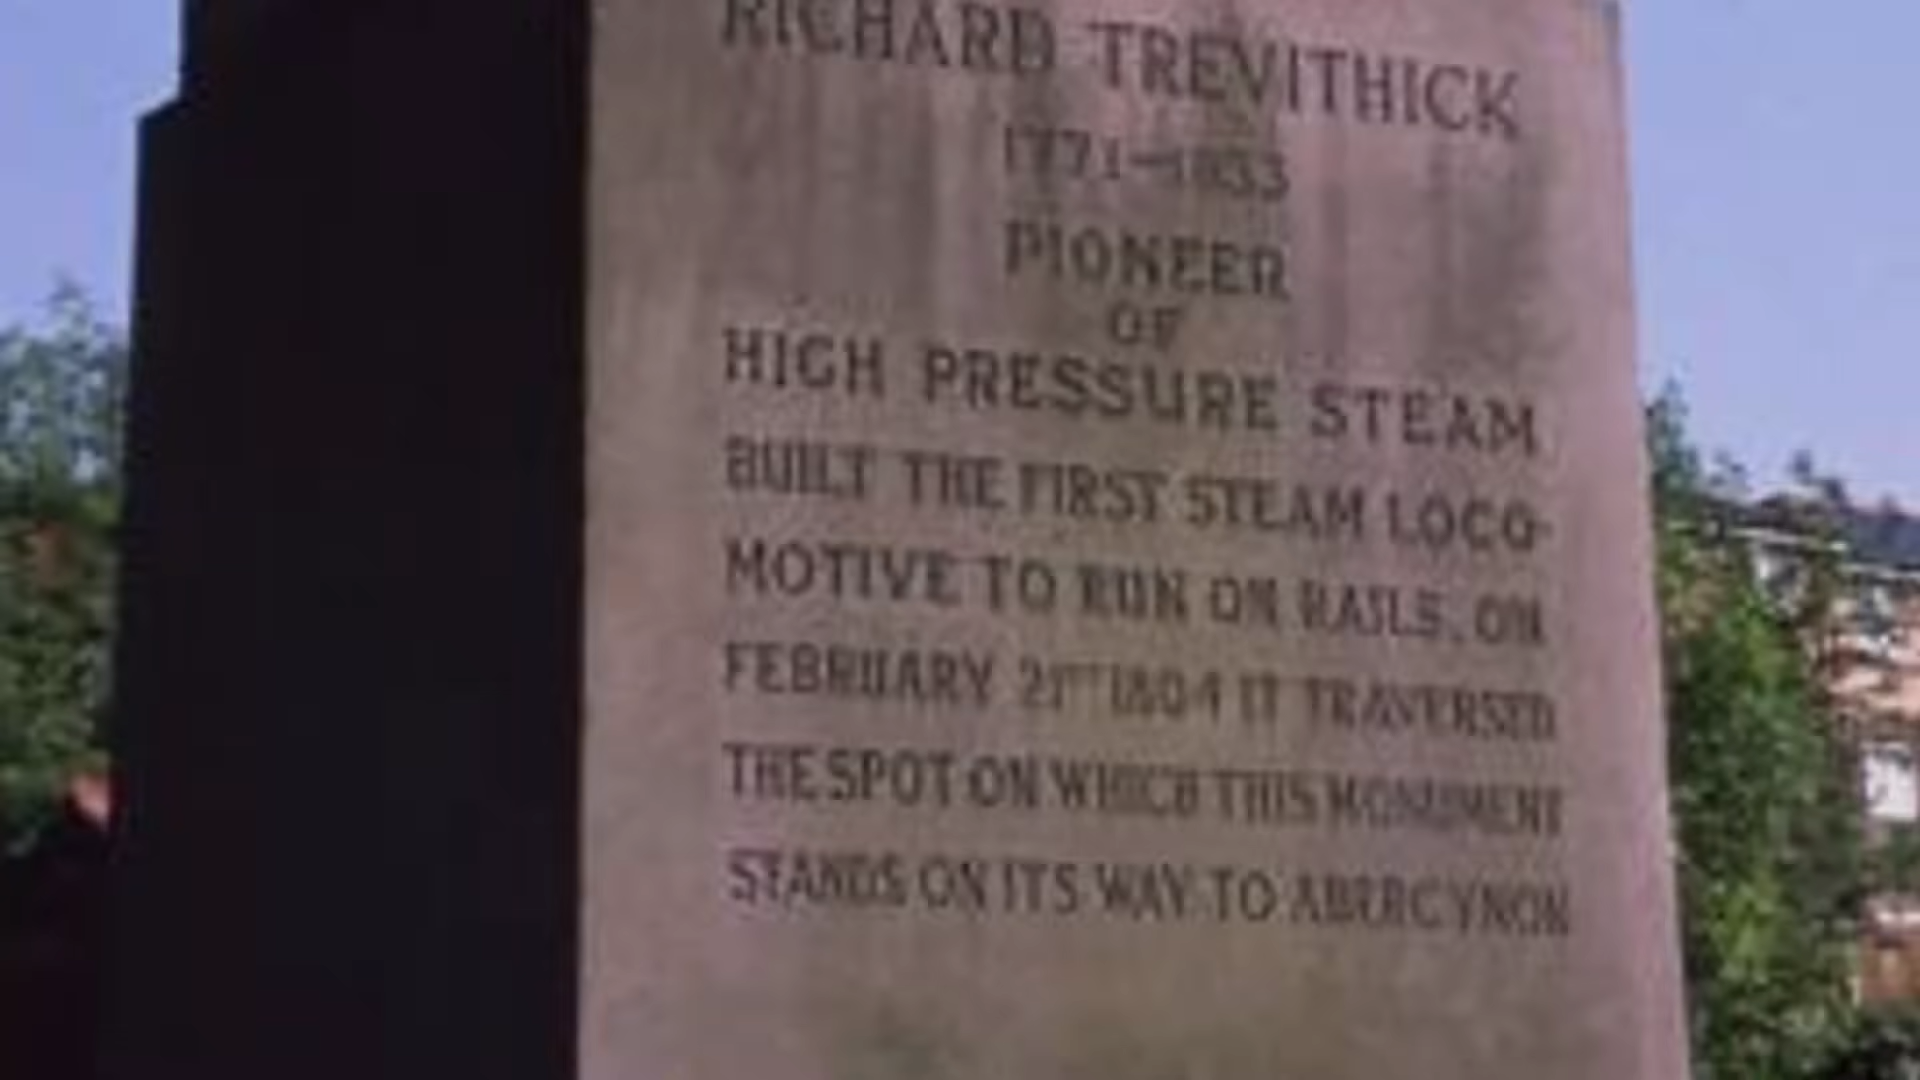 RICHARD TREVITHICK
1771-1833
PIONEER
OF
HIGH PRESSURE STEAM
BUILT THE FIRST STEAM LOCO-
MOTIVE TO RUN ON RAILS. ON
FEBRUARY 21ST 1804 IT TRAVERSED
THE SPOT ON WHICH THIS MONUMENT
STANDS ON ITS WAY TO ABERCYNON